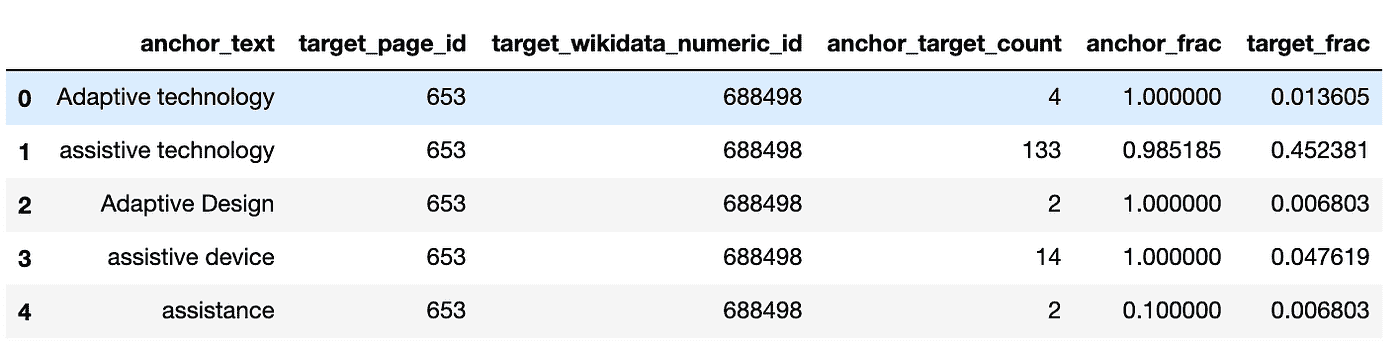 anchor_text target_page_id target_wikidata_numeric_id anchor_target_count anchor_frac target_frac
0 Adaptive technology 653 688498 4 1.000000 0.013605
1 assistive technology 653 688498 133 0.985185 0.452381
2 Adaptive Design 653 688498 2 1.000000 0.006803
3 assistive device 653 688498 14 1.000000 0.047619
4 assistance 653 688498 2 0.100000 0.006803